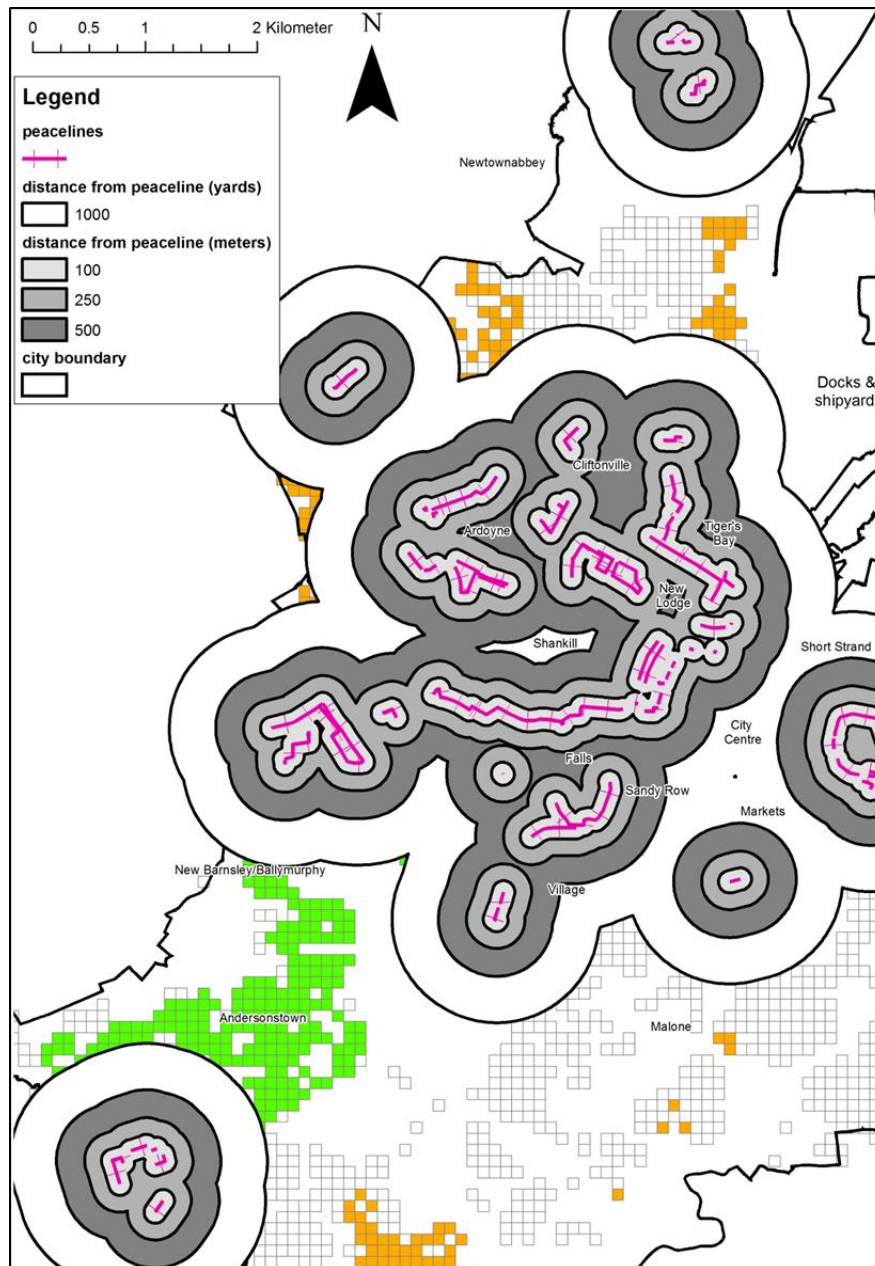 0 0.5 1 2 Kilometer
N
Legend
peacelines
distance from peaceline (yards)
1000
distance from peaceline (meters)
100
250
500
city boundary
Newtownabbey
Docks &
shipyard
Cliftonville
Ardoyne
Tiger's
Bay
New
Lodge
Shankill
Short Strand
City
Centre
Falls
Sandy Row
Markets
New Barnsley/Ballymurphy
Village
Andersonstown
Malone